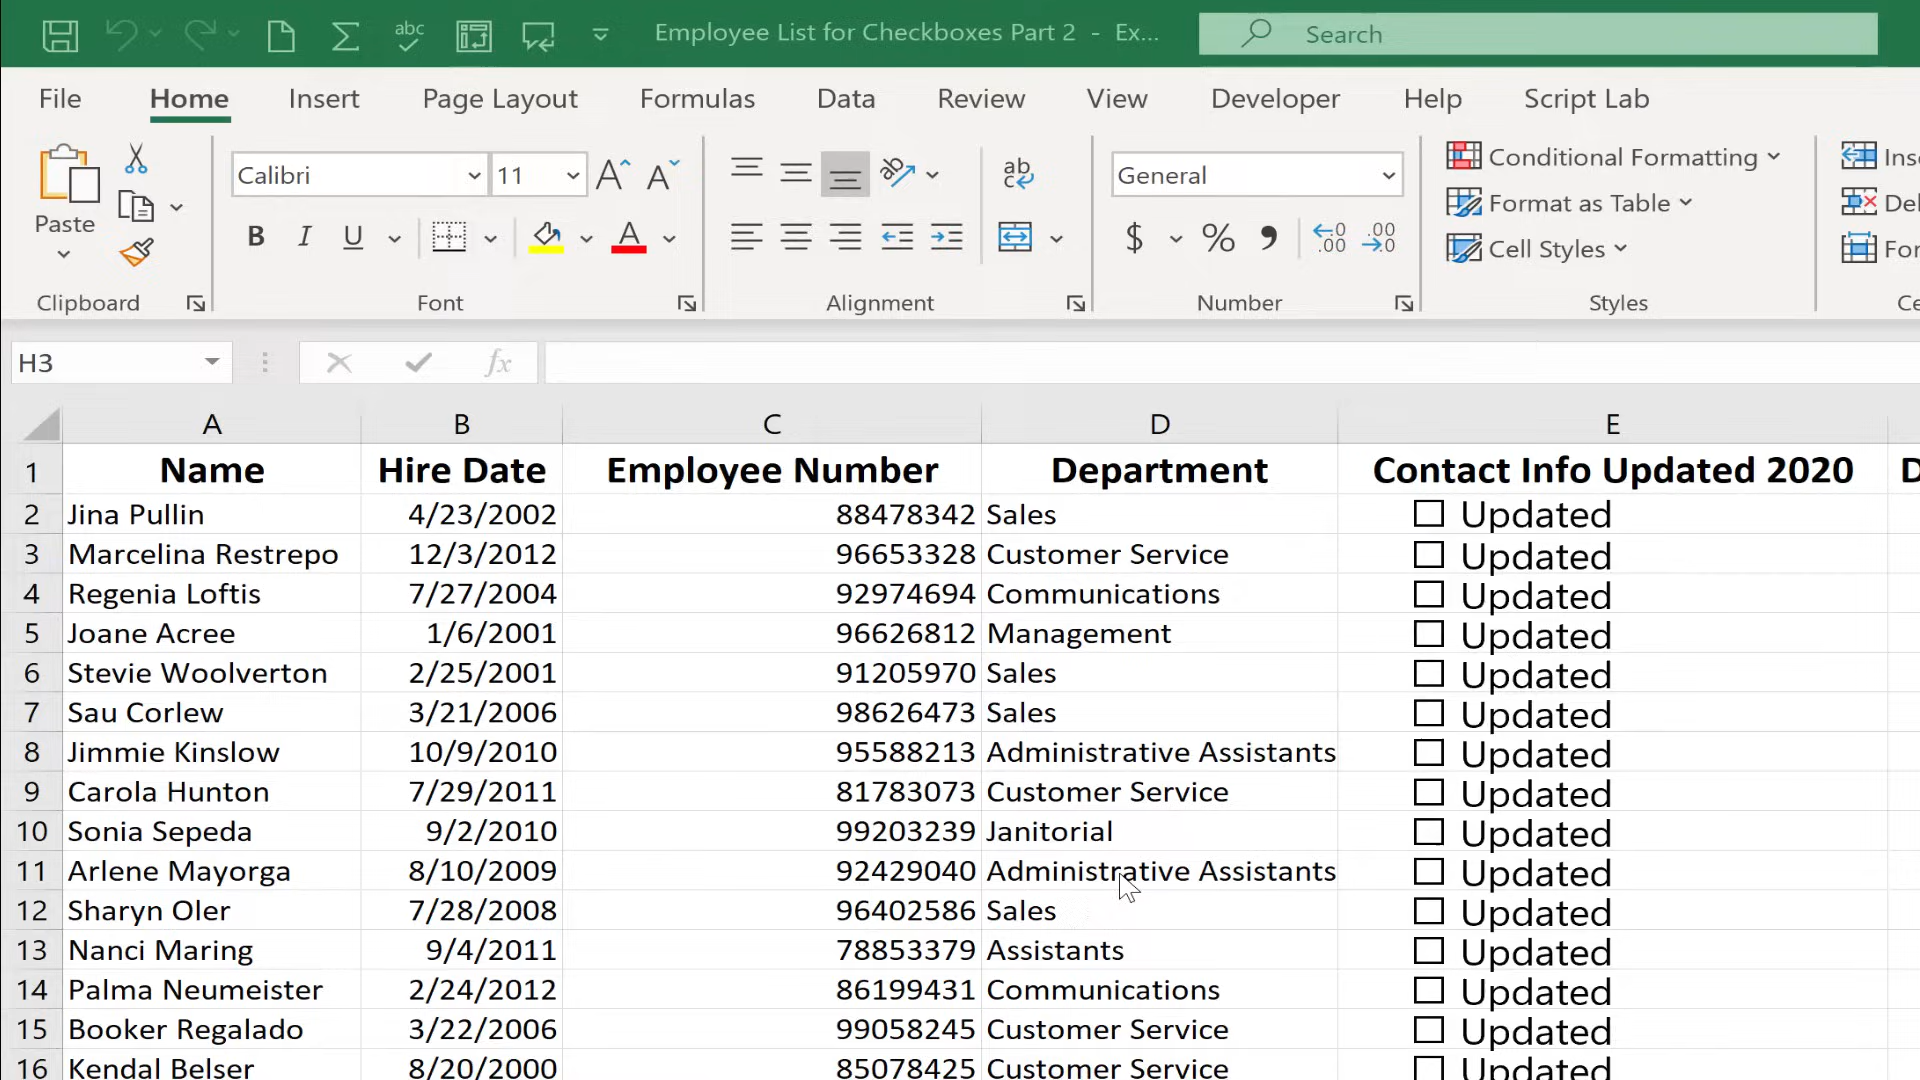 abc Employee List for Checkboxes Part 2 - Ex... Search
File Home Insert Page Layout Formulas Data Review View Developer Help Script Lab
Paste Calibri 11 A A ab ab c General Conditional Formatting Ins
B I U A $ % , .00 .00 Format as Table Del
Cell Styles For
Clipboard Font Alignment Number Styles Ce
H3 fx
A B C D E
1 Name Hire Date Employee Number Department Contact Info Updated 2020 D
2 Jina Pullin 4/23/2002 88478342 Sales Updated
3 Marcelina Restrepo 12/3/2012 96653328 Customer Service Updated
4 Regenia Loftis 7/27/2004 92974694 Communications Updated
5 Joane Acree 1/6/2001 96626812 Management Updated
6 Stevie Woolverton 2/25/2001 91205970 Sales Updated
7 Sau Corlew 3/21/2006 98626473 Sales Updated
8 Jimmie Kinslow 10/9/2010 95588213 Administrative Assistants Updated
9 Carola Hunton 7/29/2011 81783073 Customer Service Updated
10 Sonia Sepeda 9/2/2010 99203239 Janitorial Updated
11 Arlene Mayorga 8/10/2009 92429040 Administrative Assistants Updated
12 Sharyn Oler 7/28/2008 96402586 Sales Updated
13 Nanci Maring 9/4/2011 78853379 Assistants Updated
14 Palma Neumeister 2/24/2012 86199431 Communications Updated
15 Booker Regalado 3/22/2006 99058245 Customer Service Updated
16 Kendal Belser 8/20/2000 85078425 Customer Service Updated